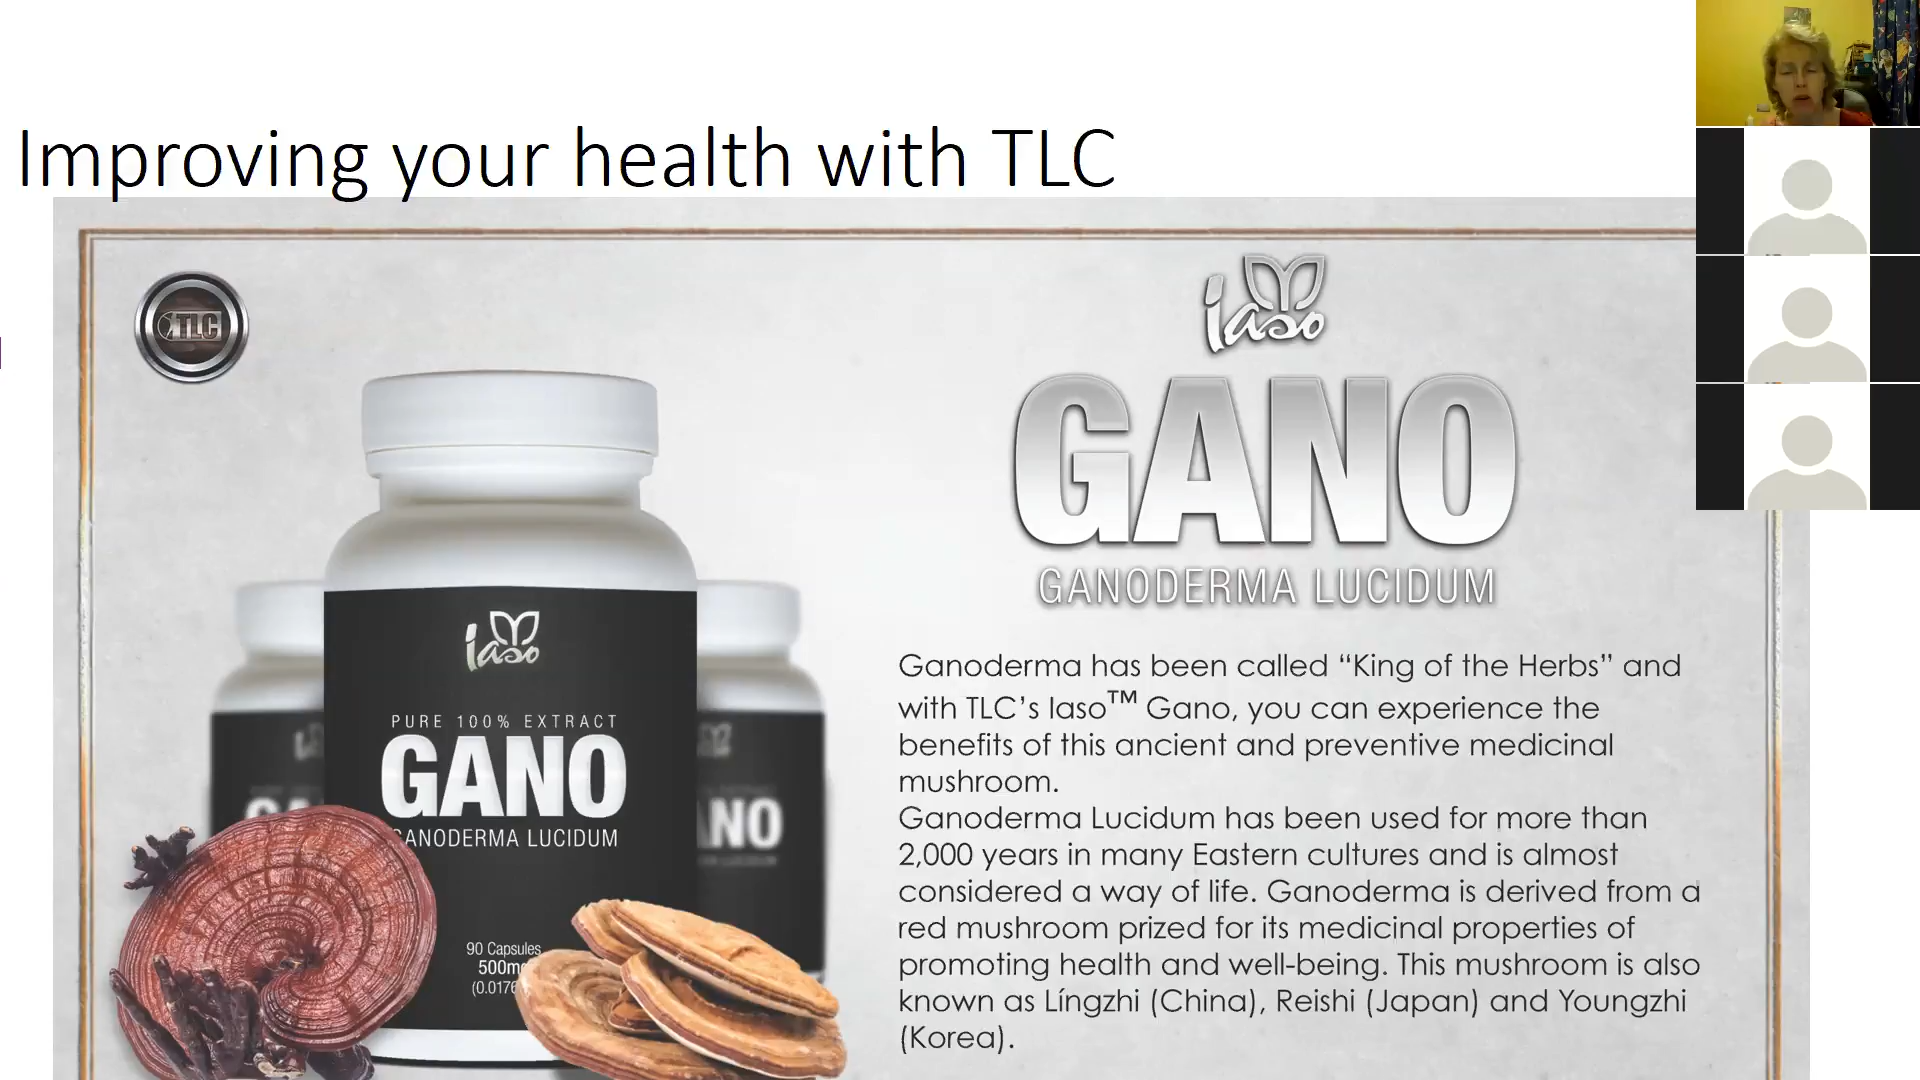 Improving your health with TLC
TLC
iaso
GANO
GANODERMA LUCIDUM
Ganoderma has been called “King of the Herbs” and
with TLC’s Iaso™ Gano, you can experience the
benefits of this ancient and preventive medicinal
mushroom.
Ganoderma Lucidum has been used for more than
2,000 years in many Eastern cultures and is almost
considered a way of life. Ganoderma is derived from a
red mushroom prized for its medicinal properties of
promoting health and well-being. This mushroom is also
known as Língzhi (China), Reishi (Japan) and Youngzhi
(Korea).
iaso
PURE 100% EXTRACT
GANO
GANODERMA LUCIDUM
90 Capsules
500m
(0.0176
GA
ANO